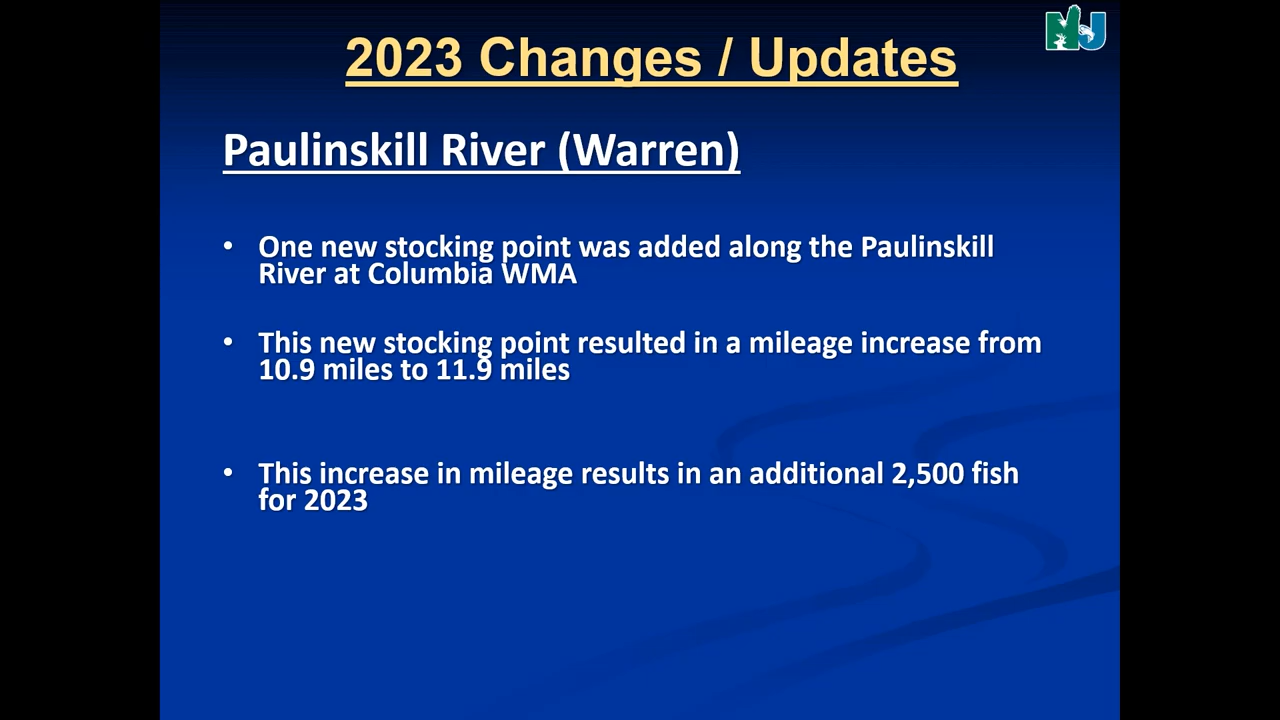 NJ
2023 Changes / Updates
Paulinskill River (Warren)
• One new stocking point was added along the Paulinskill
River at Columbia WMA
• This new stocking point resulted in a mileage increase from
10.9 miles to 11.9 miles
• This increase in mileage results in an additional 2,500 fish
for 2023